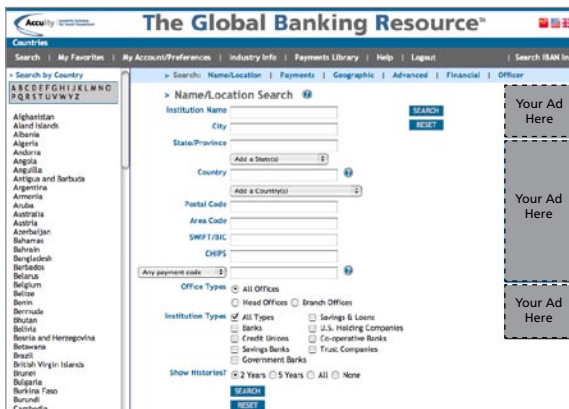 Accuity
The Global Banking Resource™
Countries
Search | My Favorites | My Account/Preferences | Industry Info | Payments Library | Help | Logout | Search IBAN In
> Search by Country
A B C D E F G H I J K L M N O
P Q R S T U V W Y Z
Afghanistan
Aland Islands
Albania
Algeria
Andorra
Angola
Anguilla
Antigua and Barbuda
Argentina
Armenia
Aruba
Australia
Austria
Azerbaijan
Bahamas
Bahrain
Bangladesh
Barbados
Belarus
Belgium
Belize
Benin
Bermuda
Bhutan
Bolivia
Bosnia and Herzegovina
Botswana
Brazil
British Virgin Islands
Brunei
Bulgaria
Burkina Faso
Burundi
Cambodia
> Search: Name/Location | Payments | Geographic | Advanced | Financial | Officer
> Name/Location Search
Institution Name
SEARCH
City
RESET
State/Province
Add a State(s)
Country
Add a Country(s)
Postal Code
Area Code
SWIFT/BIC
CHIPS
Any payment code
Office Types All Offices
Head Offices Branch Offices
Institution Types All Types Savings & Loans
Banks U.S. Holding Companies
Credit Unions Co-operative Banks
Savings Banks Trust Companies
Government Banks
Show Histories? 2 Years 5 Years All None
SEARCH
RESET
Your Ad
Here
Your Ad
Here
Your Ad
Here